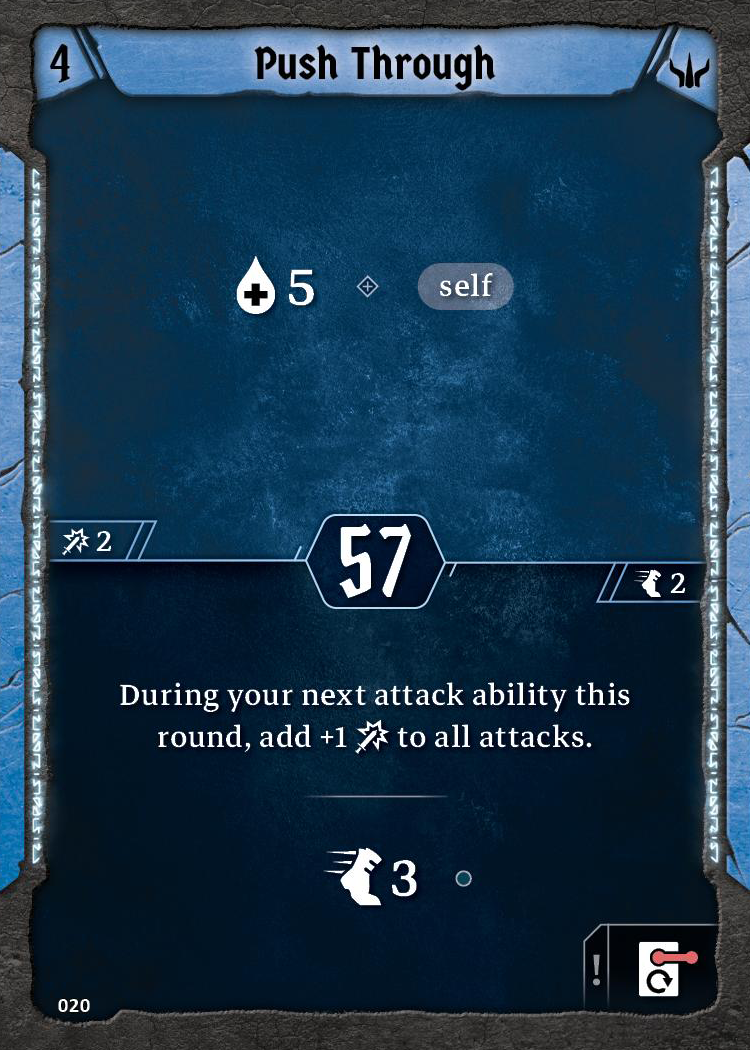 4
Push Through
5 self
2
57
2
During your next attack ability this
round, add +1 to all attacks.
3
!
020